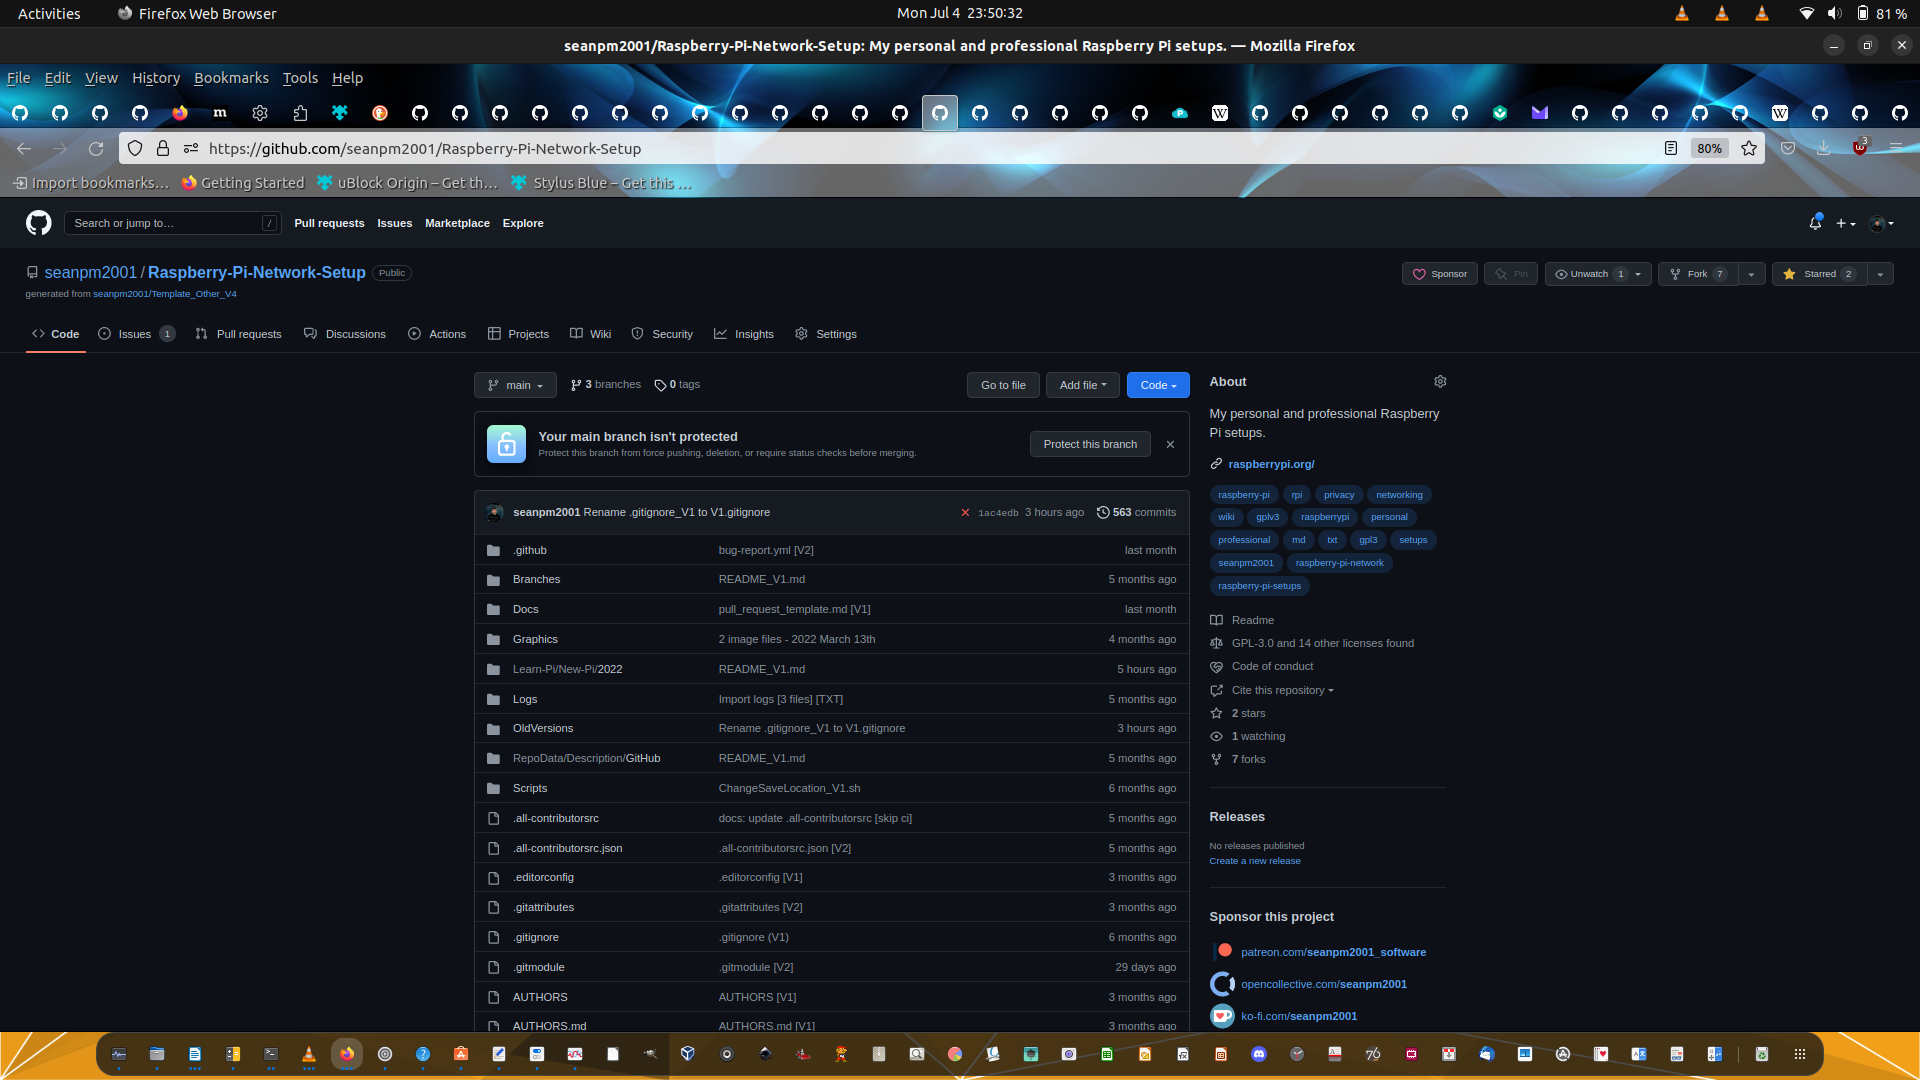 Activities
Firefox Web Browser
Mon Jul 4 23:50:32
81 %
seanpm2001/Raspberry-Pi-Network-Setup: My personal and professional Raspberry Pi setups. — Mozilla Firefox
File Edit View History Bookmarks Tools Help
https://github.com/seanpm2001/Raspberry-Pi-Network-Setup
80%
3
Import bookmarks…
Getting Started
uBlock Origin – Get th…
Stylus Blue – Get this …
Search or jump to…
/
Pull requests Issues Marketplace Explore
seanpm2001 / Raspberry-Pi-Network-Setup Public
Sponsor
Pin
Unwatch 1
Fork 7
Starred 2
generated from seanpm2001/Template_Other_V4
Code
Issues 1
Pull requests
Discussions
Actions
Projects
Wiki
Security
Insights
Settings
main
3 branches
0 tags
Go to file
Add file
Code
Your main branch isn't protected
Protect this branch from force pushing, deletion, or require status checks before merging.
Protect this branch
seanpm2001 Rename .gitignore_V1 to V1.gitignore
1ac4edb 3 hours ago 563 commits
.github bug-report.yml [V2] last month
Branches README_V1.md 5 months ago
Docs pull_request_template.md [V1] last month
Graphics 2 image files - 2022 March 13th 4 months ago
Learn-Pi/New-Pi/2022 README_V1.md 5 hours ago
Logs Import logs [3 files] [TXT] 5 months ago
OldVersions Rename .gitignore_V1 to V1.gitignore 3 hours ago
RepoData/Description/GitHub README_V1.md 5 months ago
Scripts ChangeSaveLocation_V1.sh 6 months ago
.all-contributorsrc docs: update .all-contributorsrc [skip ci] 5 months ago
.all-contributorsrc.json .all-contributorsrc.json [V2] 5 months ago
.editorconfig .editorconfig [V1] 3 months ago
.gitattributes ,gitattributes [V2] 3 months ago
.gitignore .gitignore (V1) 6 months ago
.gitmodule .gitmodule [V2] 29 days ago
AUTHORS AUTHORS [V1] 3 months ago
AUTHORS.md AUTHORS.md [V1] 3 months ago
About
My personal and professional Raspberry
Pi setups.
raspberrypi.org/
raspberry-pi rpi privacy networking
wiki gplv3 raspberrypi personal
professional md txt gpl3 setups
seanpm2001 raspberry-pi-network
raspberry-pi-setups
Readme
GPL-3.0 and 14 other licenses found
Code of conduct
Cite this repository
2 stars
1 watching
7 forks
Releases
No releases published
Create a new release
Sponsor this project
patreon.com/seanpm2001_software
opencollective.com/seanpm2001
ko-fi.com/seanpm2001